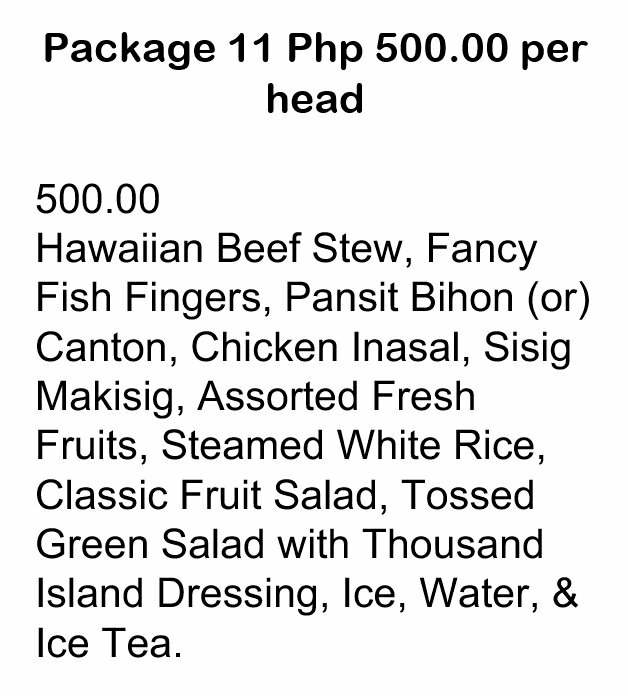 Package 11 Php 500.00 per
head
500.00
Hawaiian Beef Stew, Fancy
Fish Fingers, Pansit Bihon (or)
Canton, Chicken Inasal, Sisig
Makisig, Assorted Fresh
Fruits, Steamed White Rice,
Classic Fruit Salad, Tossed
Green Salad with Thousand
Island Dressing, Ice, Water, &
Ice Tea.